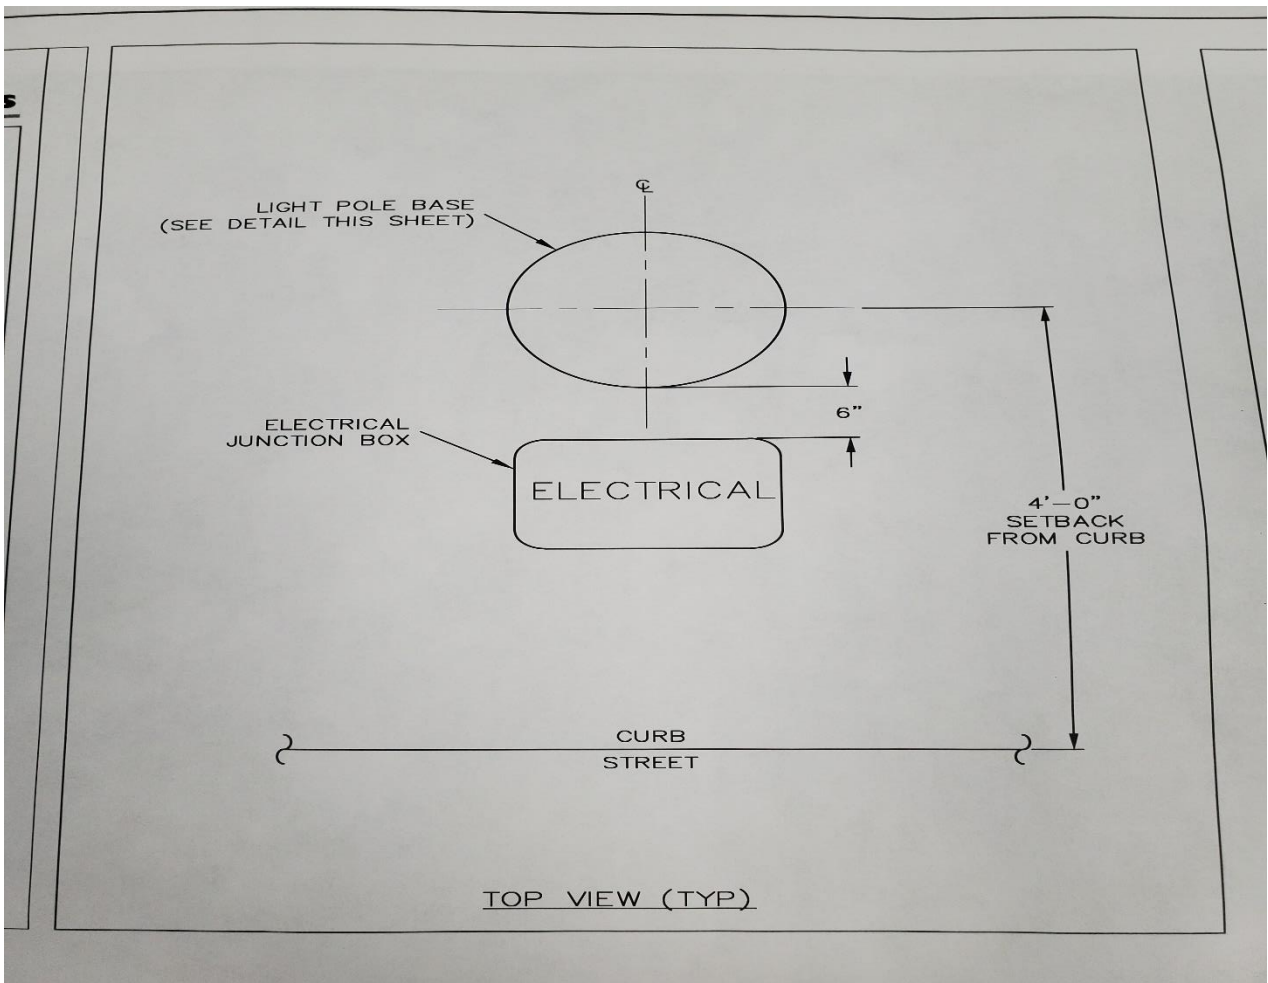 s
℄
LIGHT POLE BASE
(SEE DETAIL THIS SHEET)
6"
ELECTRICAL
JUNCTION BOX
ELECTRICAL
4'-0"
SETBACK
FROM CURB
CURB
STREET
TOP VIEW (TYP)